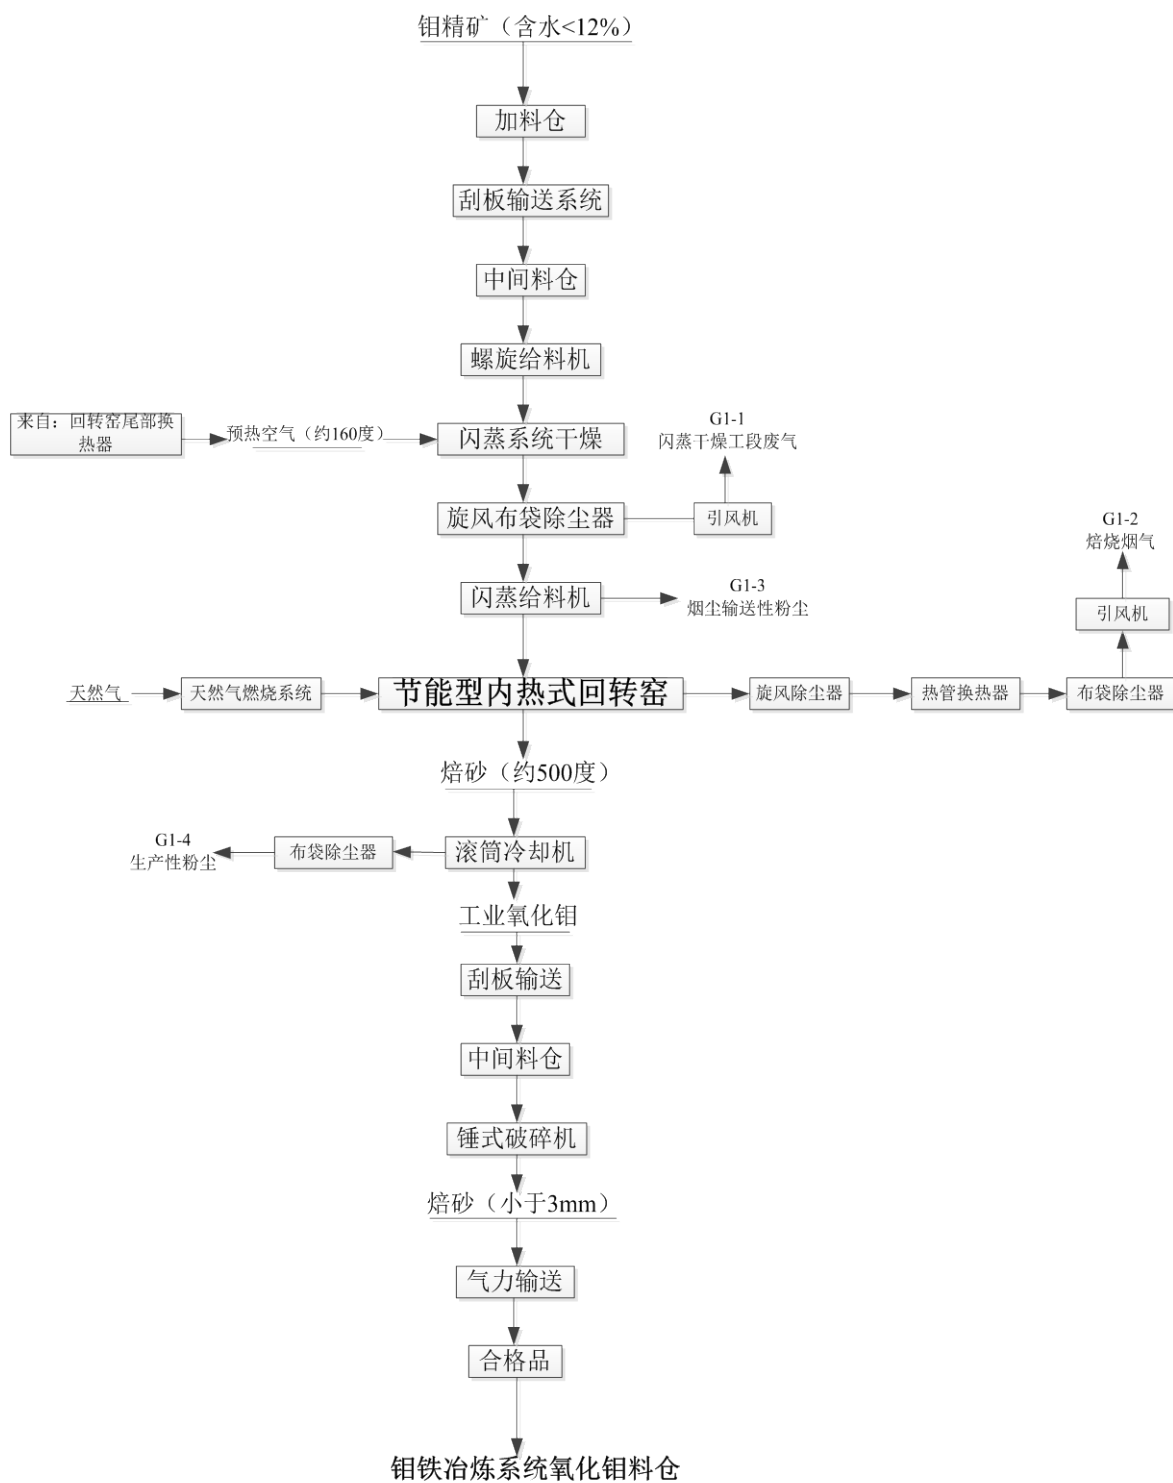 钼精矿（含水<12%）
加料仓
刮板输送系统
中间料仓
螺旋给料机
来自：回转窑尾部换
热器
预热空气（约160度）
闪蒸系统干燥
G1-1
闪蒸干燥工段废气
旋风布袋除尘器
引风机
G1-2
焙烧烟气
闪蒸给料机
G1-3
烟尘输送性粉尘
引风机
天然气
天然气燃烧系统
节能型内热式回转窑
旋风除尘器
热管换热器
布袋除尘器
焙砂（约500度）
G1-4
生产性粉尘
布袋除尘器
滚筒冷却机
工业氧化钼
刮板输送
中间料仓
锤式破碎机
焙砂（小于3mm）
气力输送
合格品
钼铁冶炼系统氧化钼料仓